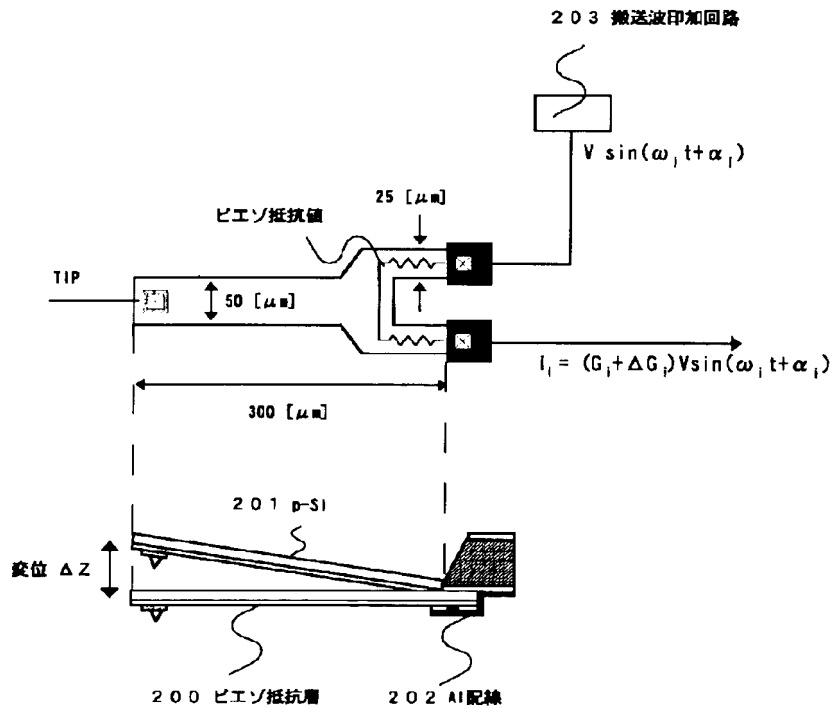 203 搬送波印加回路
V sin(ω_i t+α_i)
25 [μm]
ピエゾ抵抗値
TIP
50 [μm]
I_i = (G_i+ΔG_i)Vsin(ω_i t+α_i)
300 [μm]
201 p-Si
変位 ΔZ
200 ピエゾ抵抗層
202 Al配線